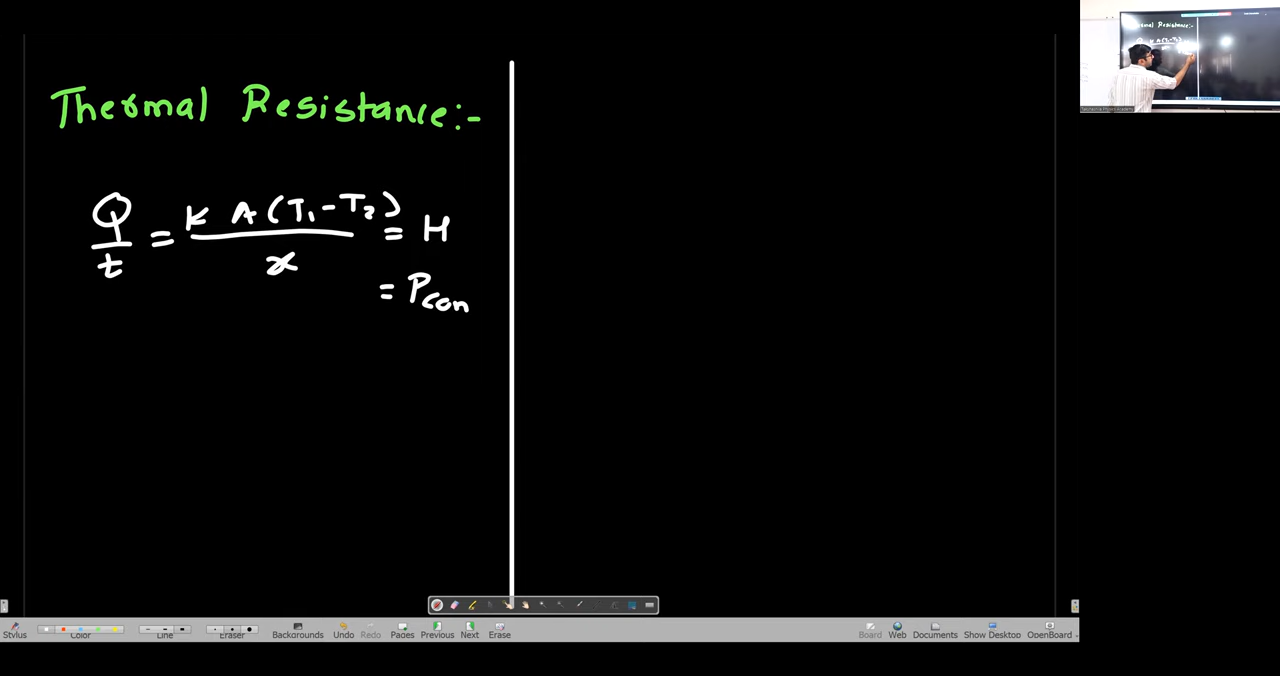 Thermal Resistance:-
Q/t = K A (T₁-T₂)/x = H
= Pcon
Stylus
Color
Line
Eraser
Backgrounds
Undo
Redo
Pages
Previous
Next
Erase
Board
Web
Documents
Show Desktop
OpenBoard